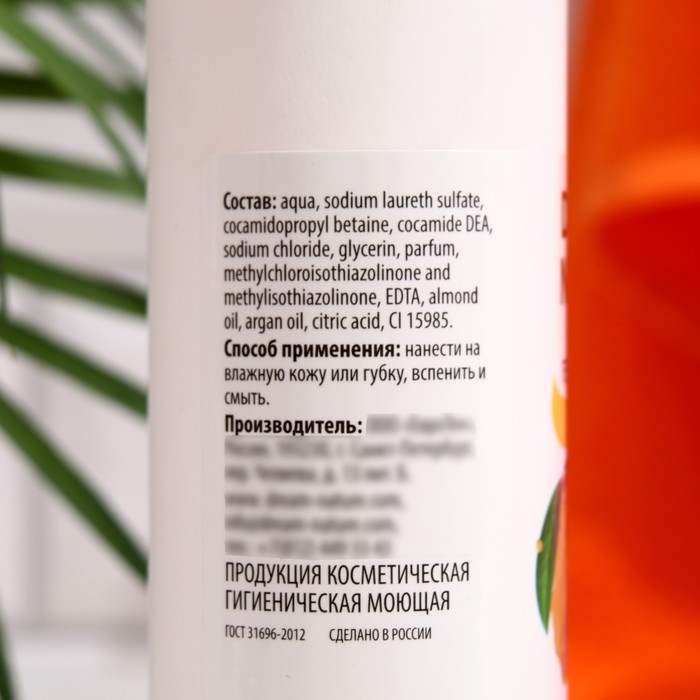 Состав: aqua, sodium laureth sulfate,
cocamidopropyl betaine, cocamide DEA,
sodium chloride, glycerin, parfum,
methylchloroisothiazolinone and
methylisothiazolinone, EDTA, almond
oil, argan oil, citric acid, CI 15985.
Способ применения: нанести на
влажную кожу или губку, вспенить и
смыть.
Производитель:
ПРОДУКЦИЯ КОСМЕТИЧЕСКАЯ
ГИГИЕНИЧЕСКАЯ МОЮЩАЯ
ГОСТ 31696-2012 СДЕЛАНО В РОССИИ